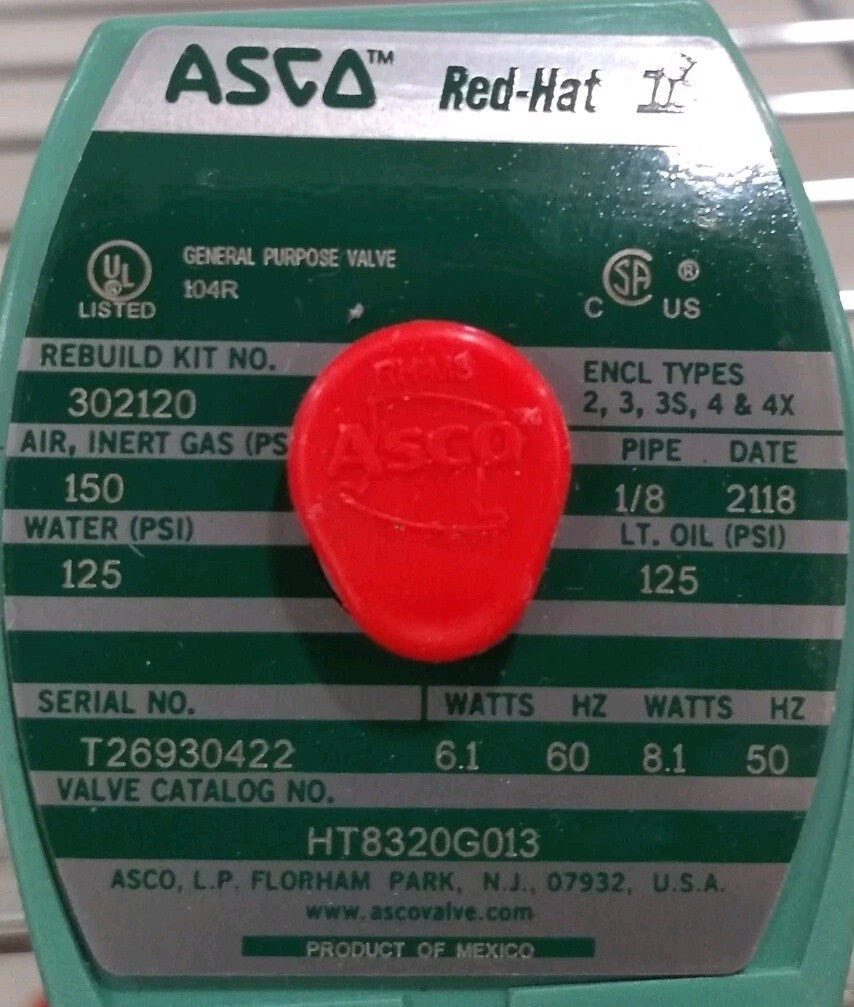 ASCO™ Red-Hat II
UL
®
LISTED
GENERAL PURPOSE VALVE
104R
C SA ® US
REBUILD KIT NO.
302120
ENCL TYPES
2, 3, 3S, 4 & 4X
AIR, INERT GAS (PS
150
PIPE DATE
1/8 2118
WATER (PSI)
125
LT. OIL (PSI)
125
ASCO
SERIAL NO. WATTS HZ WATTS HZ
T26930422 6.1 60 8.1 50
VALVE CATALOG NO.
HT8320G013
ASCO, L.P. FLORHAM PARK, N.J., 07932, U.S.A.
www.ascovalve.com
PRODUCT OF MEXICO